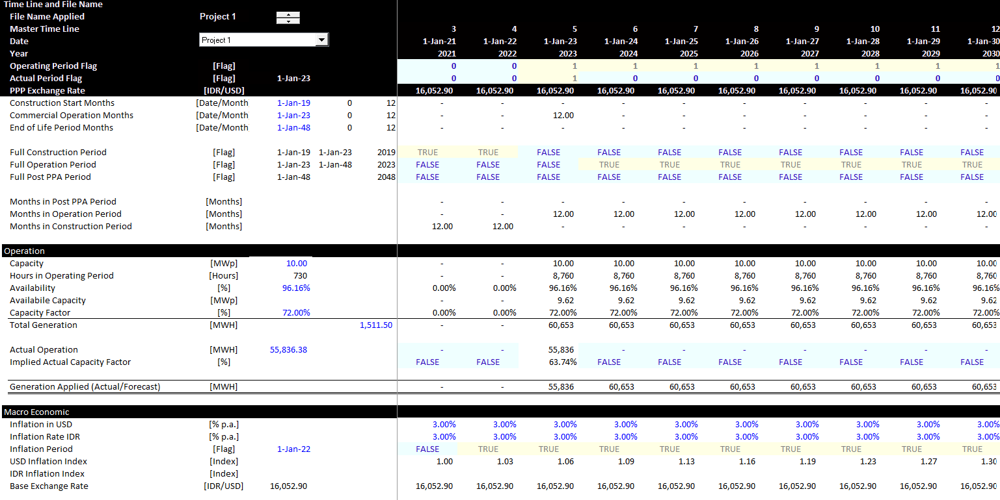 Time Line and File Name
File Name Applied Project 1
Master Time Line 3 4 5 6 7 8 9 10 11 12
Project 1
Date 1-Jan-21 1-Jan-22 1-Jan-23 1-Jan-24 1-Jan-25 1-Jan-26 1-Jan-27 1-Jan-28 1-Jan-29 1-Jan-30
Year 2021 2022 2023 2024 2025 2026 2027 2028 2029 2030
Operating Period Flag [Flag] 0 0 1 1 1 1 1 1 1 1
Actual Period Flag [Flag] 1-Jan-23 0 0 1 0 0 0 0 0 0 0
PPP Exchange Rate [IDR/USD] 16,052.90 16,052.90 16,052.90 16,052.90 16,052.90 16,052.90 16,052.90 16,052.90 16,052.90 16,052.90
Construction Start Months [Date/Month 1-Jan-19 0 12 - - - - - - - - - -
Commercial Operation Months [Date/Month 1-Jan-23 0 12 - - 12.00 - - - - - - -
End of Life Period Months [Date/Month 1-Jan-48 0 12 - - - - - - - - - -
Full Construction Period [Flag] 1-Jan-19 1-Jan-23 2019 TRUE TRUE FALSE FALSE FALSE FALSE FALSE FALSE FALSE FALSE
Full Operation Period [Flag] 1-Jan-23 1-Jan-48 2023 FALSE FALSE FALSE TRUE TRUE TRUE TRUE TRUE TRUE TRUE
Full Post PPA Period [Flag] 1-Jan-48 2048 FALSE FALSE FALSE FALSE FALSE FALSE FALSE FALSE FALSE FALSE
Months in Post PPA Period [Months] - - - - - - - - - -
Months in Operation Period [Months] - - 12.00 12.00 12.00 12.00 12.00 12.00 12.00 12.00
Months in Construction Period [Months] 12.00 12.00 - - - - - - - -
Operation
Capacity [MWp] 10.00 - - 10.00 10.00 10.00 10.00 10.00 10.00 10.00 10.00
Hours in Operating Period [Hours] 730 - - 8,760 8,760 8,760 8,760 8,760 8,760 8,760 8,760
Availability [%] 96.16% 0.00% 0.00% 96.16% 96.16% 96.16% 96.16% 96.16% 96.16% 96.16% 96.16%
Availabile Capacity [MWp] - - 9.62 9.62 9.62 9.62 9.62 9.62 9.62 9.62
Capacity Factor [%] 72.00% 0.00% 0.00% 72.00% 72.00% 72.00% 72.00% 72.00% 72.00% 72.00% 72.00%
Total Generation [MWH] 1,511.50 - - 60,653 60,653 60,653 60,653 60,653 60,653 60,653 60,653
Actual Operation [MWH] 55,836.38 - - 55,836 - - - - - - -
Implied Actual Capacity Factor [%] FALSE FALSE 63.74% FALSE FALSE FALSE FALSE FALSE FALSE FALSE
Generation Applied (Actual/Forecast) [MWH] - - 55,836 60,653 60,653 60,653 60,653 60,653 60,653 60,653
Macro Economic
Inflation in USD [% p.a.] 3.00% 3.00% 3.00% 3.00% 3.00% 3.00% 3.00% 3.00% 3.00% 3.00%
Inflation Rate IDR [% p.a.] 3.00% 3.00% 3.00% 3.00% 3.00% 3.00% 3.00% 3.00% 3.00% 3.00%
Inflation Period [Flag] 1-Jan-22 FALSE TRUE TRUE TRUE TRUE TRUE TRUE TRUE TRUE TRUE
USD Inflation Index [Index] 1.00 1.03 1.06 1.09 1.13 1.16 1.19 1.23 1.27 1.30
IDR Inflation Index [Index]
Base Exchange Rate [IDR/USD] 16,052.90 16,052.90 16,052.90 16,052.90 16,052.90 16,052.90 16,052.90 16,052.90 16,052.90 16,052.90 16,052.90